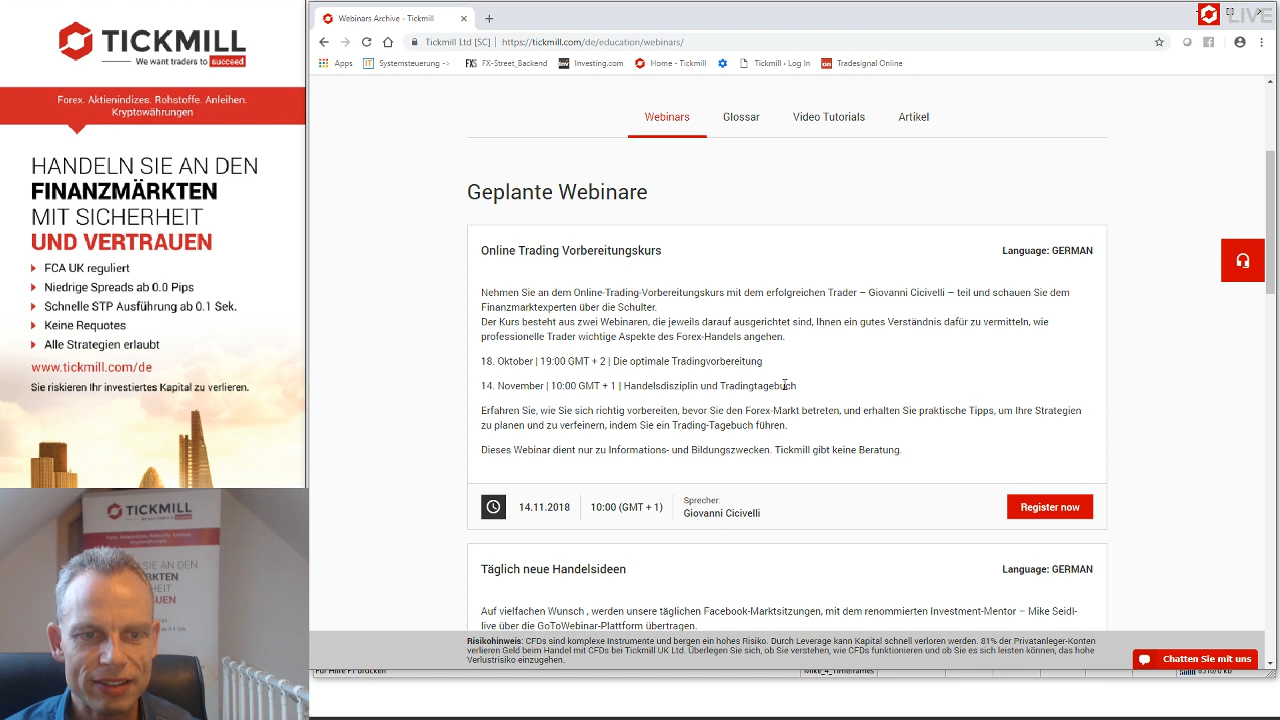 TICKMILL
We want traders to succeed
Forex. Aktienindizes. Rohstoffe. Anleihen.
Kryptowährungen
HANDELN SIE AN DEN
FINANZMÄRKTEN
MIT SICHERHEIT
UND VERTRAUEN
FCA UK reguliert
Niedrige Spreads ab 0.0 Pips
Schnelle STP Ausführung ab 0.1 Sek.
Keine Requotes
Alle Strategien erlaubt
www.tickmill.com/de
Sie riskieren Ihr investiertes Kapital zu verlieren.
TICKMILL
Webinars Archive - Tickmill
LIVE
Tickmill Ltd [SC] https://tickmill.com/de/education/webinars/
Apps Systemsteuerung -> FX-Street_Backend Investing.com Home - Tickmill Tickmill - Log In Tradesignal Online
Webinars Glossar Video Tutorials Artikel
Geplante Webinare
Online Trading Vorbereitungskurs Language: GERMAN
Nehmen Sie an dem Online-Trading-Vorbereitungskurs mit dem erfolgreichen Trader – Giovanni Cicivelli – teil und schauen Sie dem
Finanzmarktexperten über die Schulter.
Der Kurs besteht aus zwei Webinaren, die jeweils darauf ausgerichtet sind, Ihnen ein gutes Verständnis dafür zu vermitteln, wie
professionelle Trader wichtige Aspekte des Forex-Handels angehen.
18. Oktober | 19:00 GMT + 2 | Die optimale Tradingvorbereitung
14. November | 10:00 GMT + 1 | Handelsdisziplin und Tradingtagebuch
Erfahren Sie, wie Sie sich richtig vorbereiten, bevor Sie den Forex-Markt betreten, und erhalten Sie praktische Tipps, um Ihre Strategien
zu planen und zu verfeinern, indem Sie ein Trading-Tagebuch führen.
Dieses Webinar dient nur zu Informations- und Bildungszwecken. Tickmill gibt keine Beratung.
14.11.2018 10:00 (GMT + 1) Sprecher: Giovanni Cicivelli Register now
Täglich neue Handelsideen Language: GERMAN
Auf vielfachen Wunsch , werden unsere täglichen Facebook-Marktsitzungen, mit dem renommierten Investment-Mentor – Mike Seidl-
live über die GoToWebinar-Plattform übertragen.
Risikohinweis: CFDs sind komplexe Instrumente und bergen ein hohes Risiko. Durch Leverage kann Kapital schnell verloren werden. 81% der Privatanleger-Konten
verlieren Geld beim Handel mit CFDs bei Tickmill UK Ltd. Überlegen Sie sich, ob Sie verstehen, wie CFDs funktionieren und ob Sie es sich leisten können, das hohe
Verlustrisiko einzugehen.
Chatten Sie mit uns